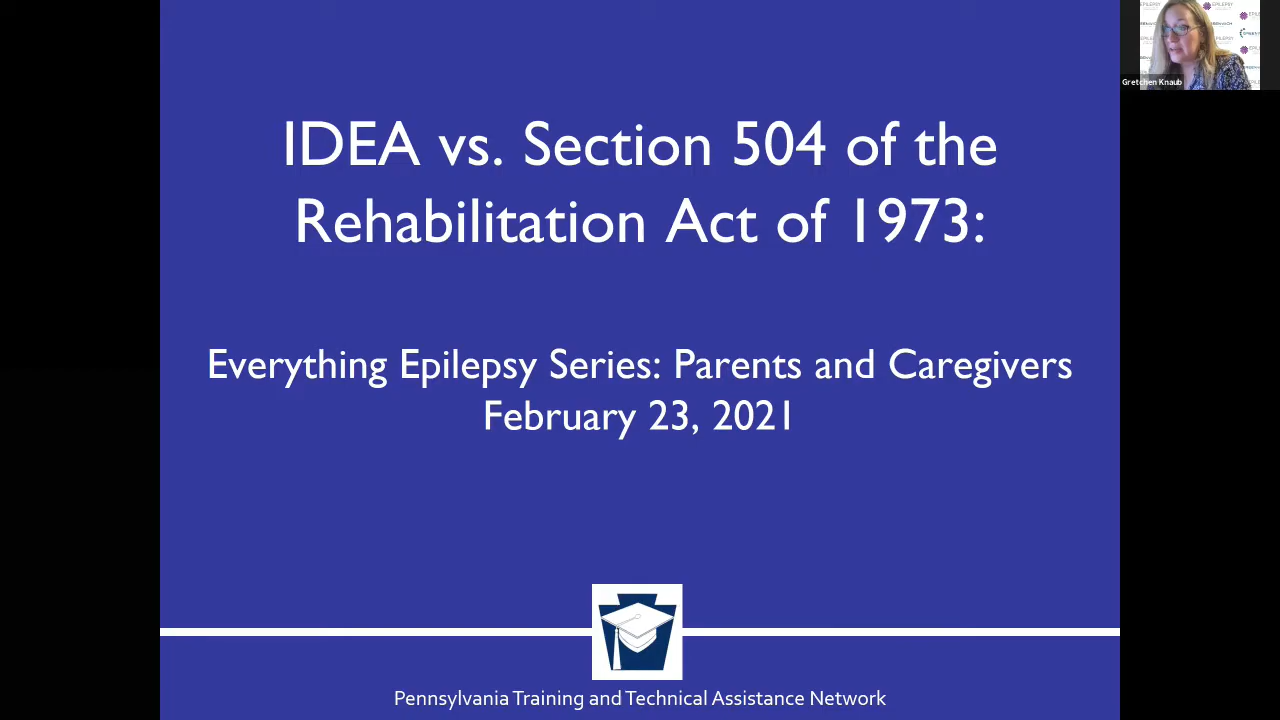 IDEA vs. Section 504 of the
Rehabilitation Act of 1973:
Everything Epilepsy Series: Parents and Caregivers
February 23, 2021
Pennsylvania Training and Technical Assistance Network
Gretchen Knaub
EPILEPSY